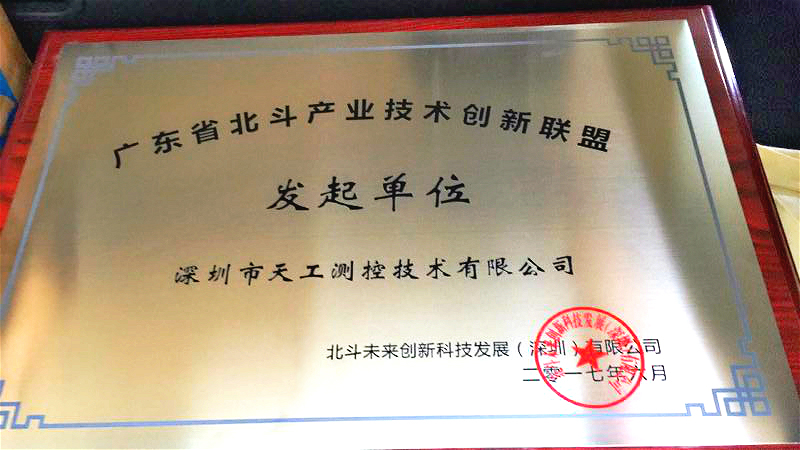 广东省北斗产业技术创新联盟
发起单位
深圳市天工测控技术有限公司
北斗未来创新科技发展（深圳）有限公司
二零一七年六月